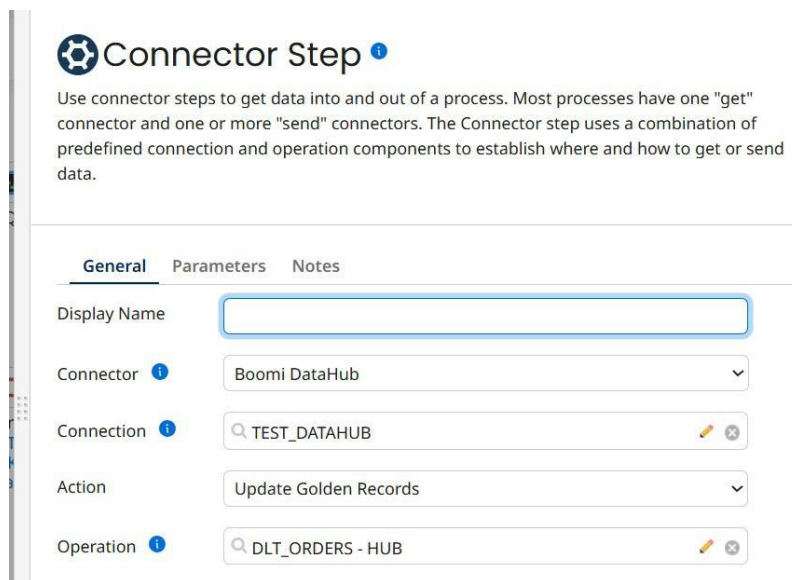 Connector Step
Use connector steps to get data into and out of a process. Most processes have one "get"
connector and one or more "send" connectors. The Connector step uses a combination of
predefined connection and operation components to establish where and how to get or send
data.
General Parameters Notes
Display Name
Connector Boomi DataHub
Connection TEST_DATAHUB
Action Update Golden Records
Operation DLT_ORDERS - HUB